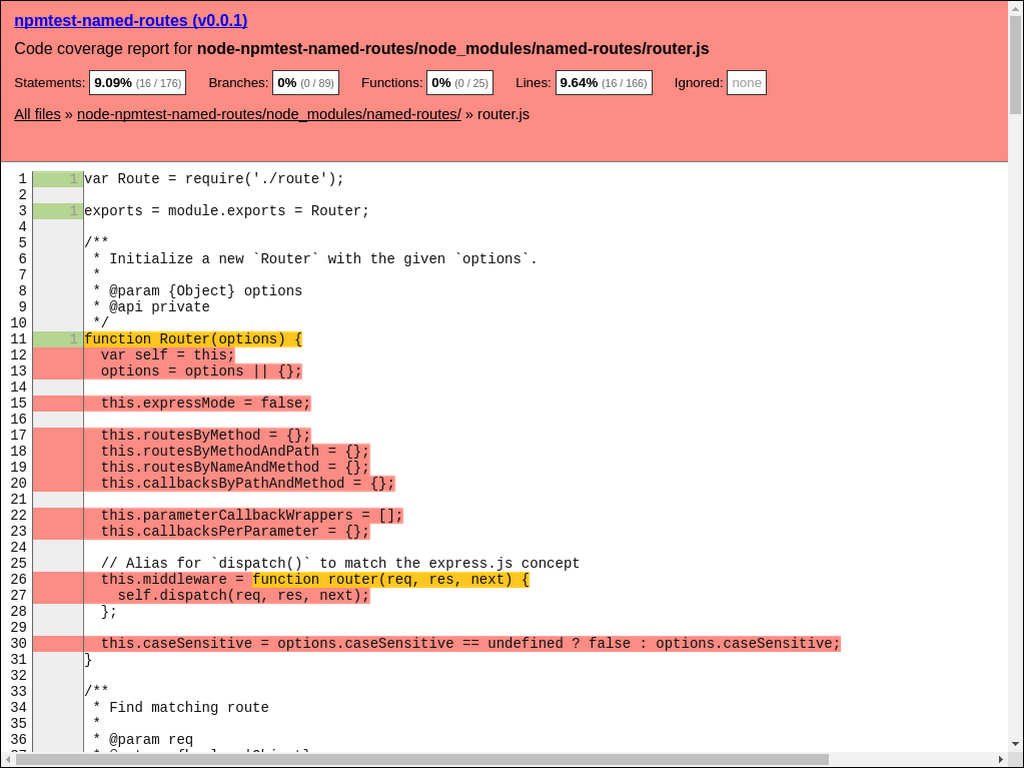 npmtest-named-routes (v0.0.1)
Code coverage report for node-npmtest-named-routes/node_modules/named-routes/router.js
Statements: 9.09% (16 / 176) Branches: 0% (0 / 89) Functions: 0% (0 / 25) Lines: 9.64% (16 / 166) Ignored: none
All files » node-npmtest-named-routes/node_modules/named-routes/ » router.js
1 1 var Route = require('./route');
2
3 1 exports = module.exports = Router;
4
5 /**
6 * Initialize a new `Router` with the given `options`.
7 *
8 * @param {Object} options
9 * @api private
10 */
11 1 function Router(options) {
12 var self = this;
13 options = options || {};
14
15 this.expressMode = false;
16
17 this.routesByMethod = {};
18 this.routesByMethodAndPath = {};
19 this.routesByNameAndMethod = {};
20 this.callbacksByPathAndMethod = {};
21
22 this.parameterCallbackWrappers = [];
23 this.callbacksPerParameter = {};
24
25 // Alias for `dispatch()` to match the express.js concept
26 this.middleware = function router(req, res, next) {
27 self.dispatch(req, res, next);
28 };
29
30 this.caseSensitive = options.caseSensitive == undefined ? false : options.caseSensitive;
31 }
32
33 /**
34 * Find matching route
35 *
36 * @param req